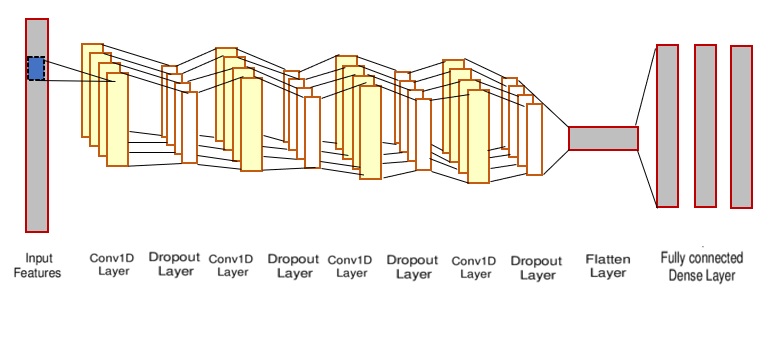 Input
Features
Conv1D
Layer
Dropout
Layer
Conv1D
Layer
Dropout
Layer
Conv1D
Layer
Dropout
Layer
Conv1D
Layer
Dropout
Layer
Flatten
Layer
Fully connected
Dense Layer